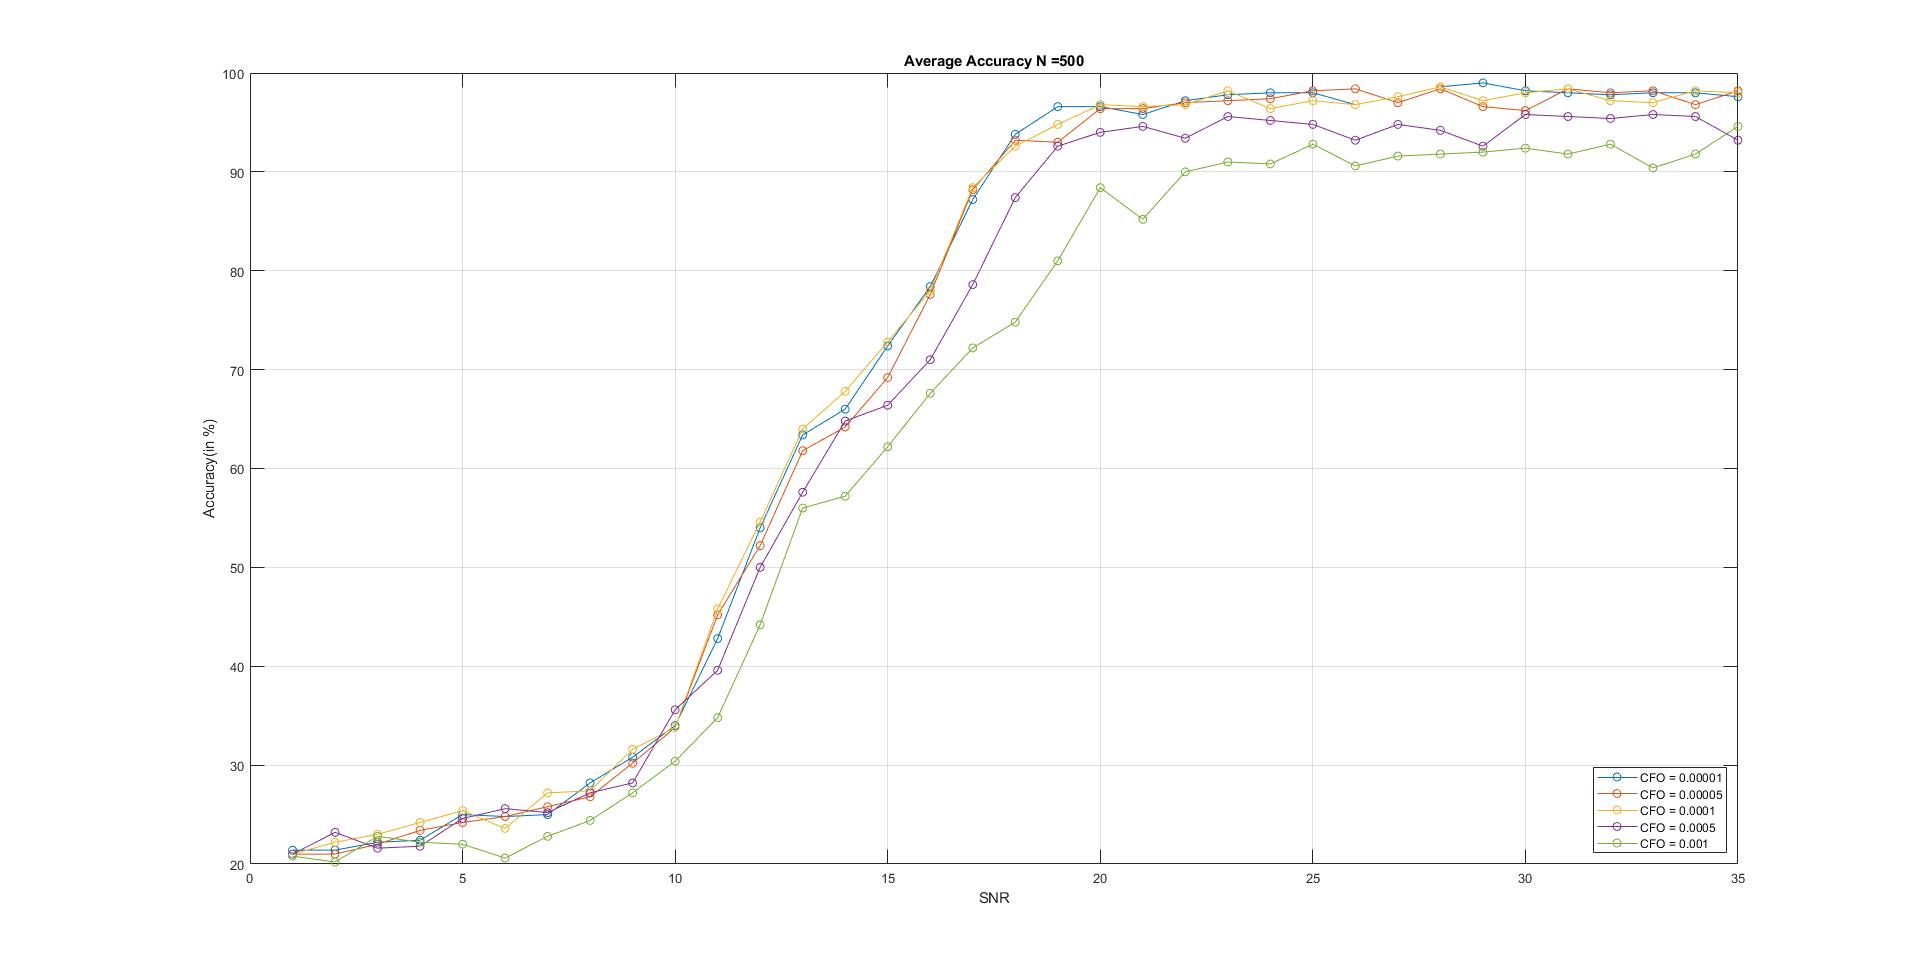 Average Accuracy N =500
100
90
80
70
60
50
40
30
20
Accuracy(in %)
0
5
10
15
20
25
30
35
SNR
CFO = 0.00001
CFO = 0.00005
CFO = 0.0001
CFO = 0.0005
CFO = 0.001